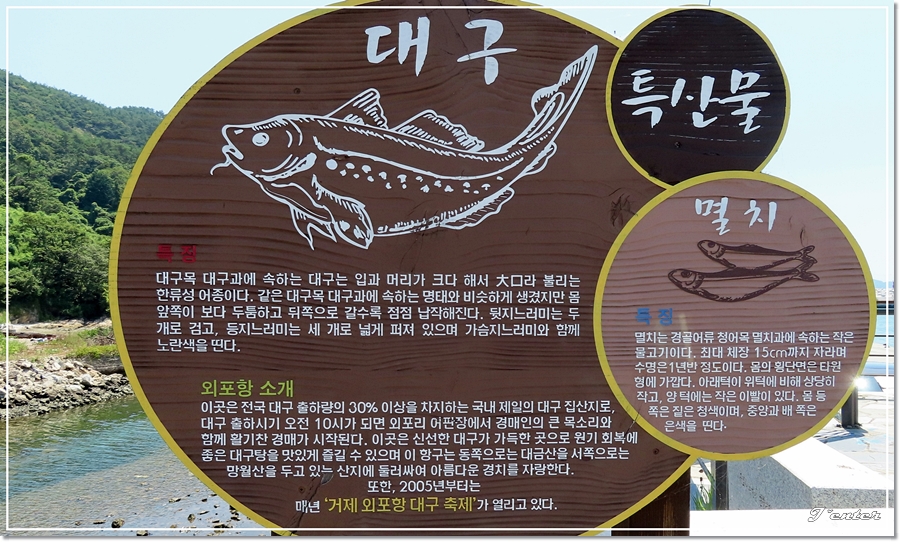 대구
특산물
멸치
특 징
대구목 대구과에 속하는 대구는 입과 머리가 크다 해서 大口라 불리는
한류성 어종이다. 같은 대구목 대구과에 속하는 명태와 비슷하게 생겼지만 몸
앞쪽이 보다 두툼하고 뒤쪽으로 갈수록 점점 납작해진다. 뒷지느러미는 두
개로 검고, 등지느러미는 세 개로 넓게 퍼져 있으며 가슴지느러미와 함께
노란색을 띤다.
외포항 소개
이곳은 전국 대구 출하량의 30% 이상을 차지하는 국내 제일의 대구 집산지로,
대구 출하시기 오전 10시가 되면 외포리 어판장에서 경매인의 큰 목소리와
함께 활기찬 경매가 시작된다. 이곳은 신선한 대구가 가득한 곳으로 원기 회복에
좋은 대구탕을 맛있게 즐길 수 있으며 이 항구는 동쪽으로는 대금산을 서쪽으로는
망월산을 두고 있는 산지에 둘러싸여 아름다운 경치를 자랑한다.
또한, 2005년부터는
매년 '거제 외포항 대구 축제'가 열리고 있다.
특 징
멸치는 경골어류 청어목 멸치과에 속하는 작은
물고기이다. 최대 체장 15cm까지 자라며
수명은1년반 정도이다. 몸의 횡단면은 타원
형에 가깝다. 아래턱이 위턱에 비해 상당히
작고, 양 턱에는 작은 이빨이 있다. 몸 등
쪽은 짙은 청색이며, 중앙과 배 쪽은
은색을 띤다.
J'enter